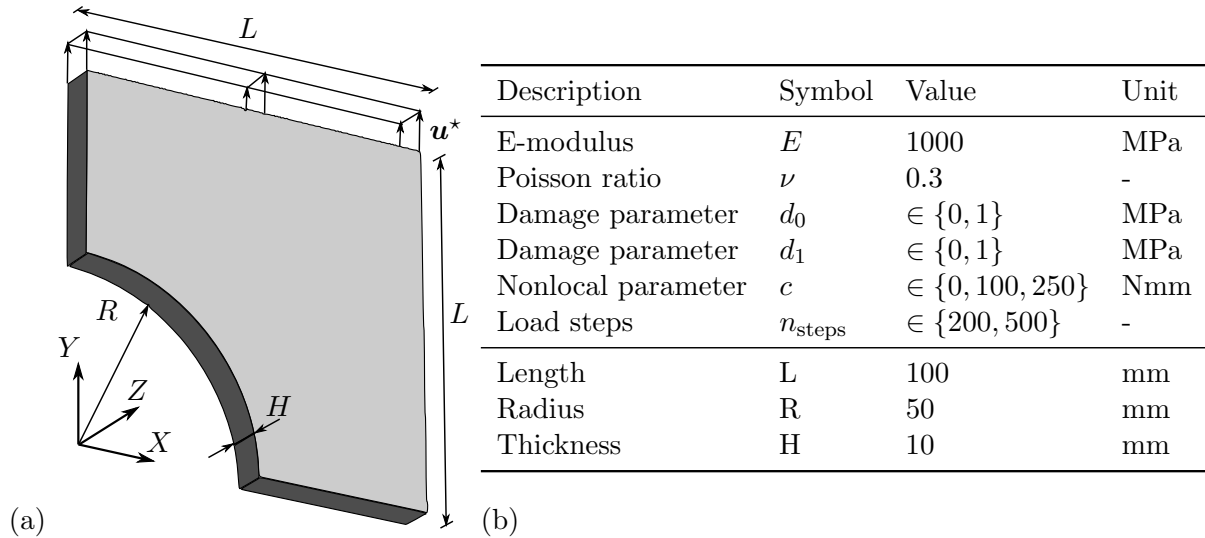 L
u*
L
R
H
Y
Z
X
(a)
Description Symbol Value Unit
E-modulus E 1000 MPa
Poisson ratio ν 0.3 -
Damage parameter d₀ ∈ {0, 1} MPa
Damage parameter d₁ ∈ {0, 1} MPa
Nonlocal parameter c ∈ {0, 100, 250} Nmm
Load steps n_steps ∈ {200, 500} -
Length L 100 mm
Radius R 50 mm
Thickness H 10 mm
(b)